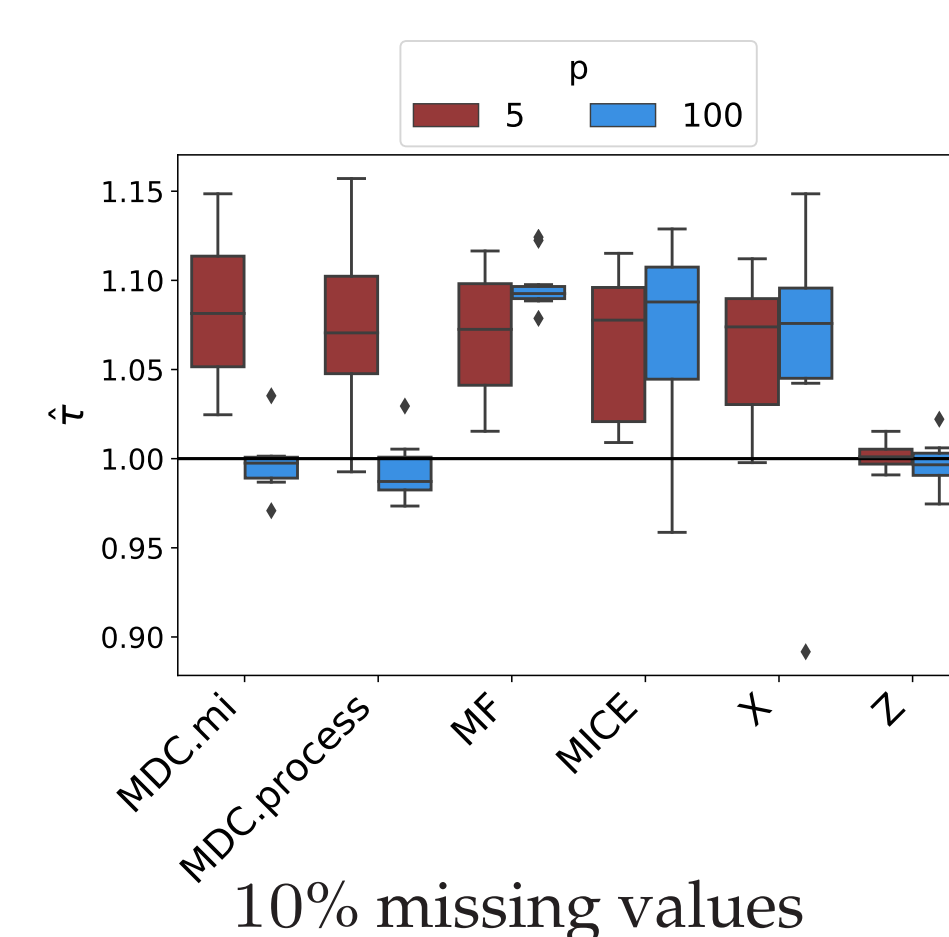 p
5 100
1.15
1.10
1.05
1.00
0.95
0.90
τ̂
MDC.mi
MDC.process
MF
MICE
X
Z
10% missing values